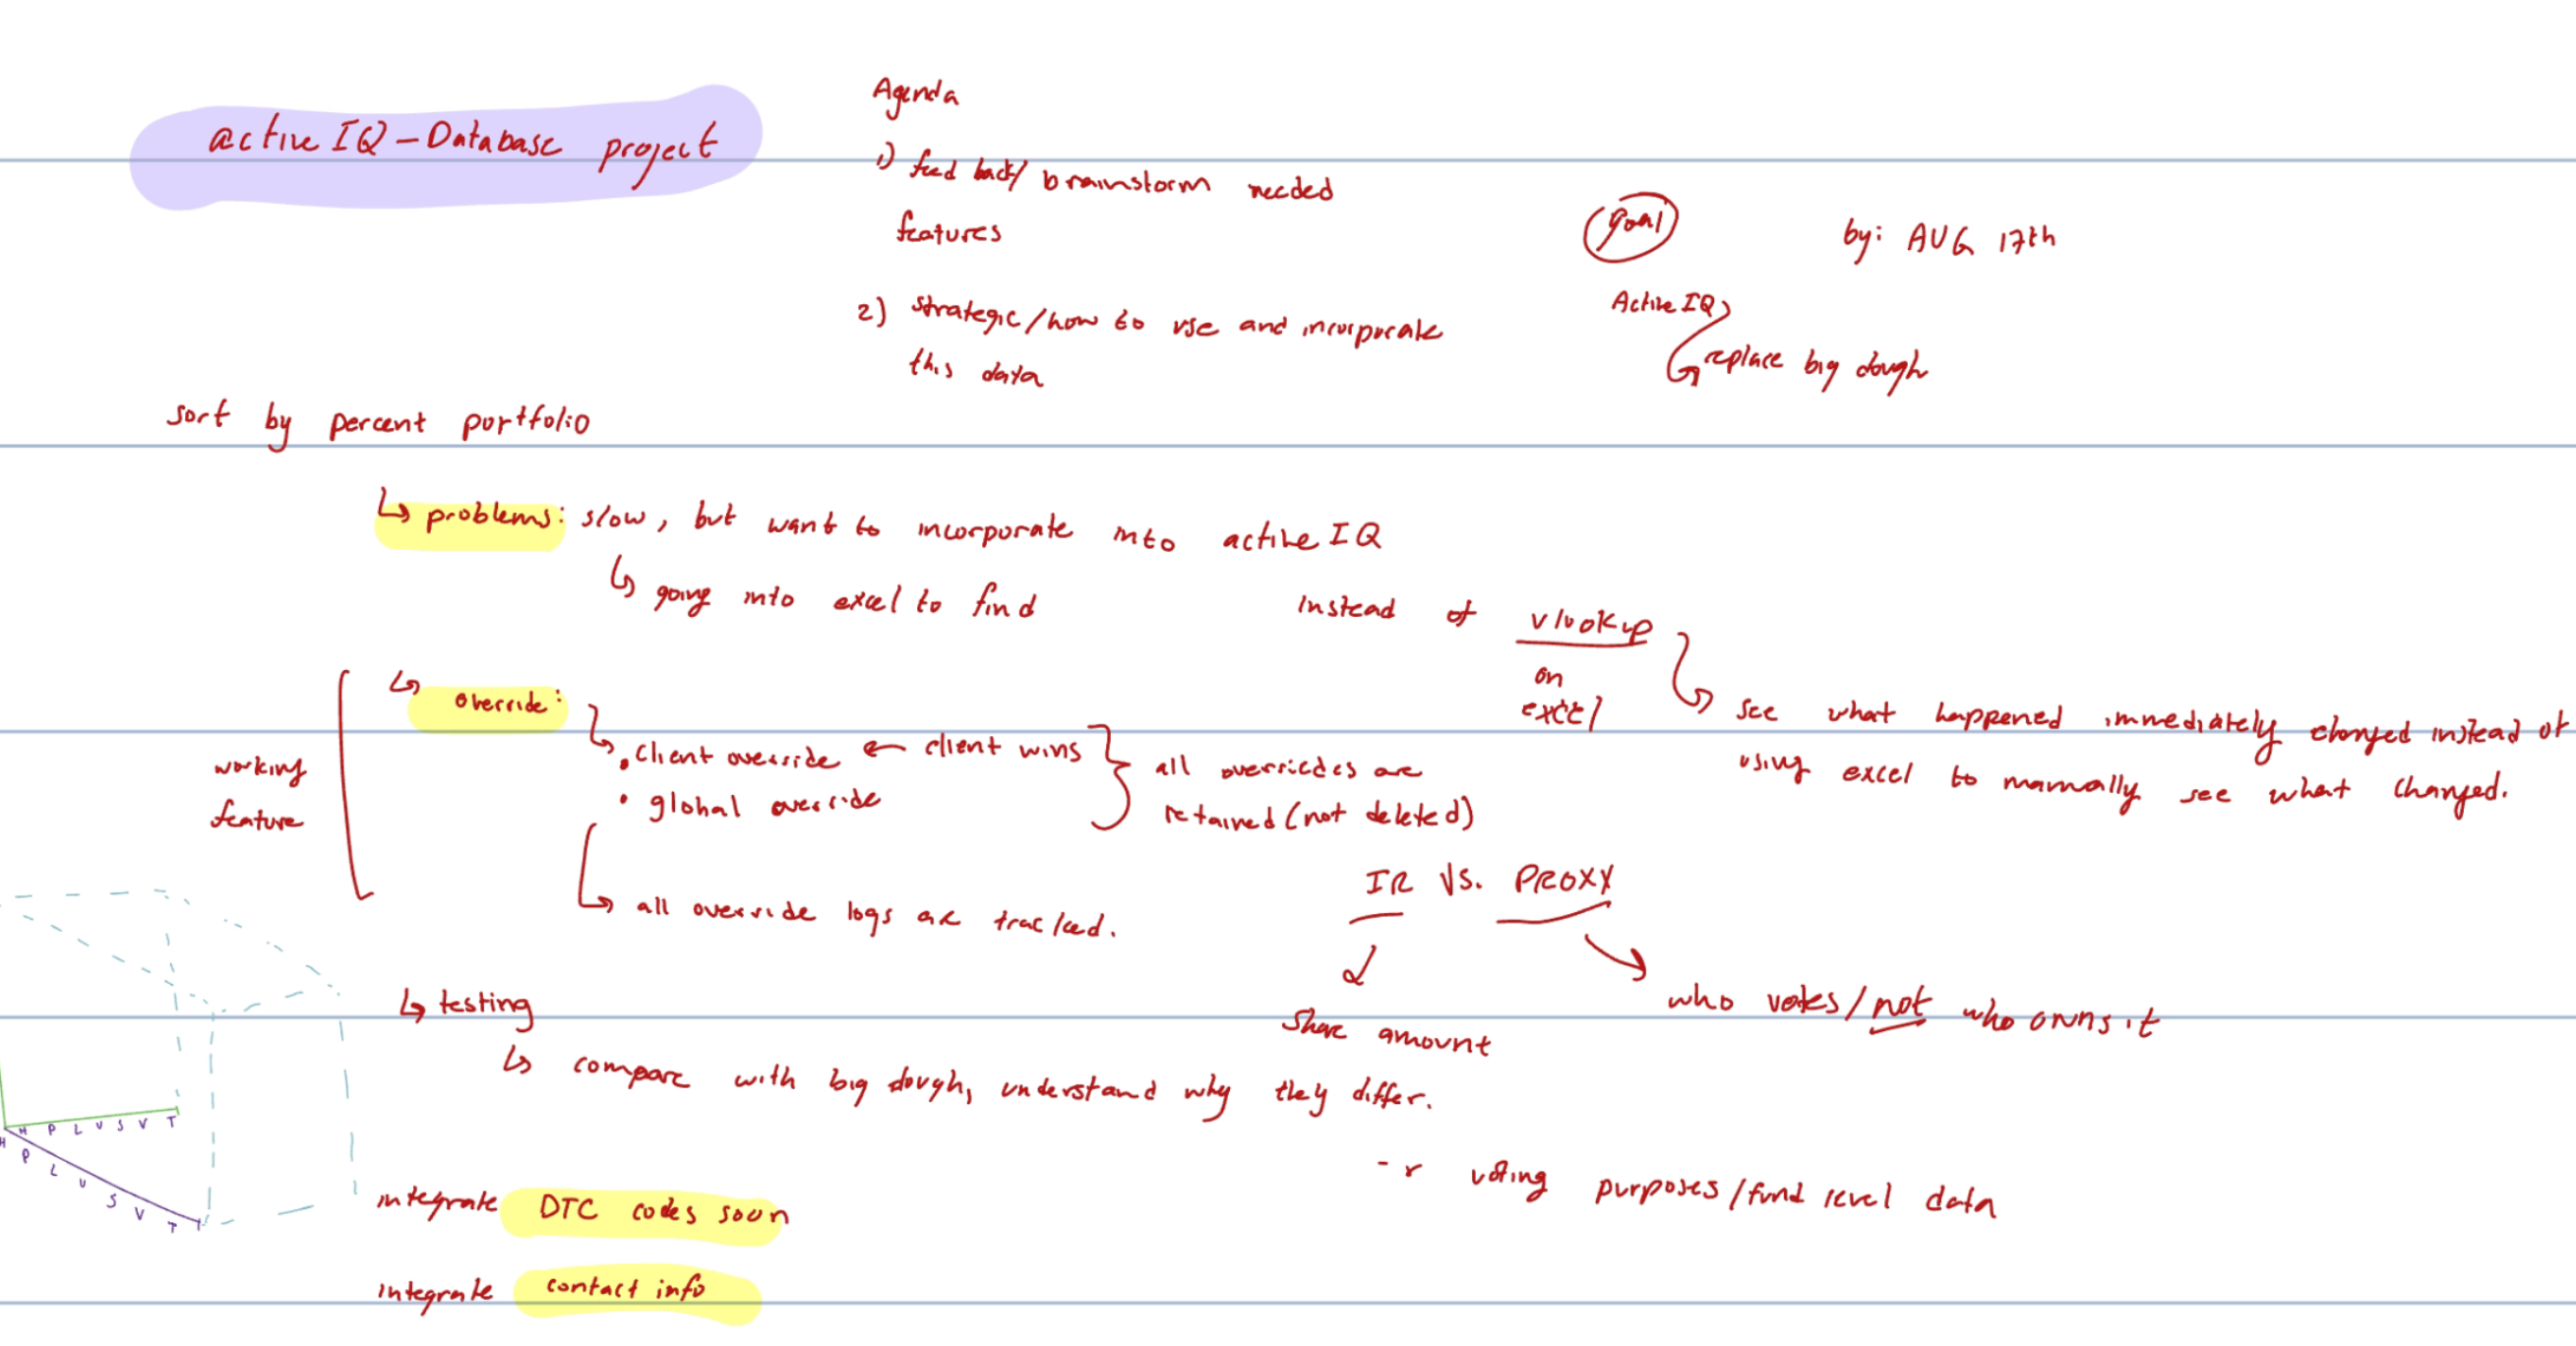 activeIQ - Database project
Agenda
1) feed back/ brainstorm needed
features
2) strategic/how to use and incorporate
this data
goal
by: AUG 17th
Active IQ
replace big dough
sort by percent portfolio
problems: slow, but want to incorporate into active IQ
going into excel to find
instead of vlookup
on
excel
see what happened immediately changed instead of
using excel to manually see what changed.
working
feature
override:
• client override ← client wins
• global override
all overriedes are
retained (not deleted)
all override logs are tracked.
IR VS. PROXY
Share amount
who votes/not who owns it
testing
compare with big dough, understand why they differ.
- r voting purposes/fund level data
integrate DTC codes soon
integrate contact info
H P L U S V T
H P L U S V T